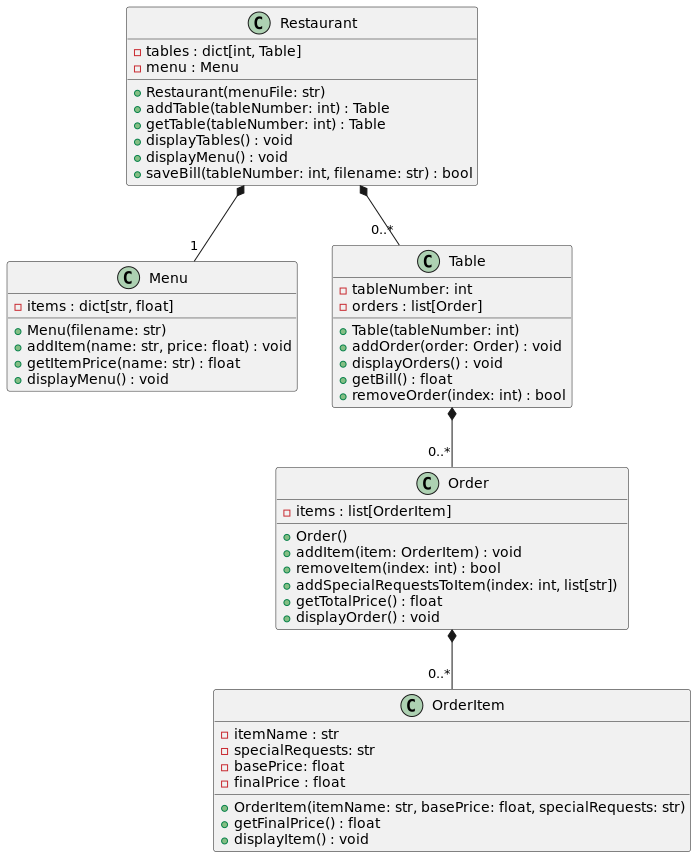 C Restaurant
tables : dict[int, Table]
menu : Menu
Restaurant(menuFile: str)
addTable(tableNumber: int) : Table
getTable(tableNumber: int) : Table
displayTables() : void
displayMenu() : void
saveBill(tableNumber: int, filename: str) : bool
1
0..*
C Menu
items : dict[str, float]
Menu(filename: str)
addItem(name: str, price: float) : void
getItemPrice(name: str) : float
displayMenu() : void
C Table
tableNumber: int
orders : list[Order]
Table(tableNumber: int)
addOrder(order: Order) : void
displayOrders() : void
getBill() : float
removeOrder(index: int) : bool
0..*
C Order
items : list[OrderItem]
Order()
addItem(item: OrderItem) : void
removeItem(index: int) : bool
addSpecialRequestsToItem(index: int, list[str])
getTotalPrice() : float
displayOrder() : void
0..*
C OrderItem
itemName : str
specialRequests: str
basePrice: float
finalPrice : float
OrderItem(itemName: str, basePrice: float, specialRequests: str)
getFinalPrice() : float
displayItem() : void